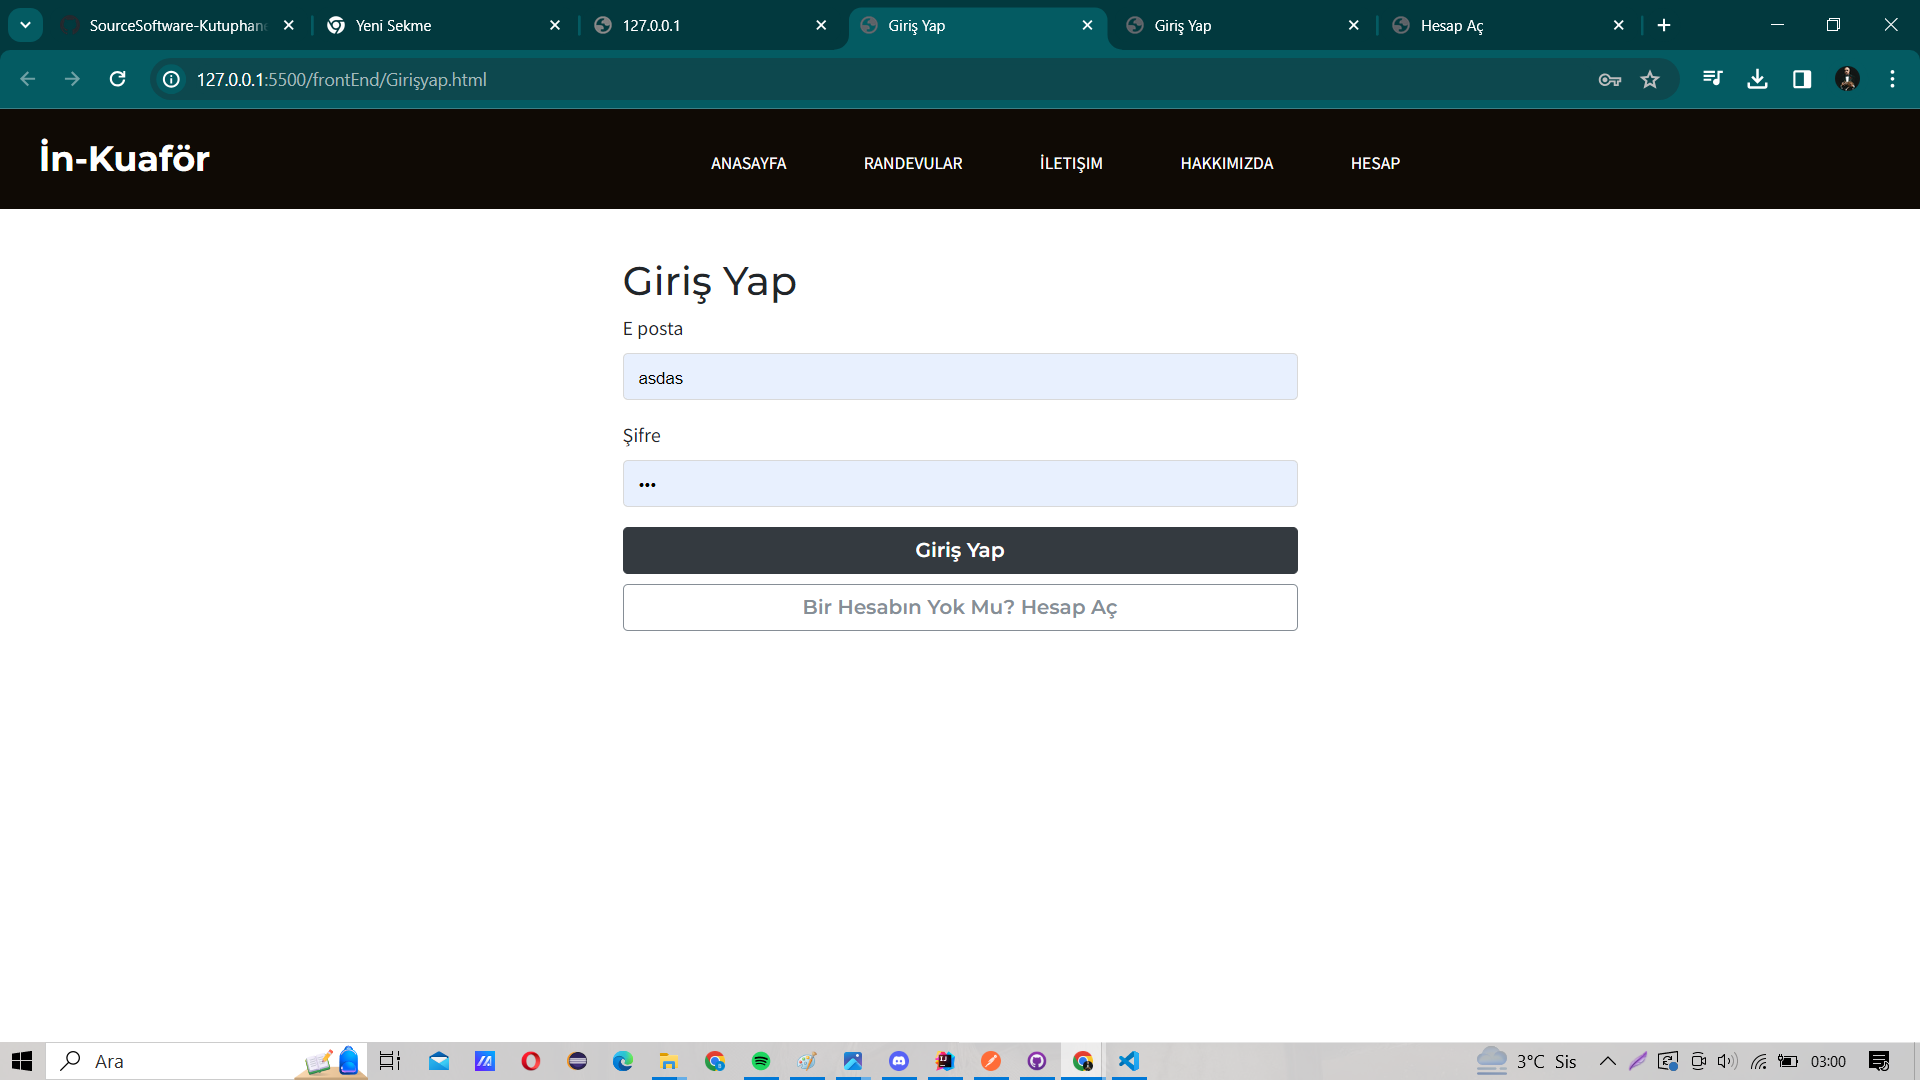 SourceSoftware-Kutuphane
Yeni Sekme
127.0.0.1
Giriş Yap
Giriş Yap
Hesap Aç
127.0.0.1:5500/frontEnd/Girişyap.html
İn-Kuaför
ANASAYFA
RANDEVULAR
İLETIŞIM
HAKKIMIZDA
HESAP
Giriş Yap
E posta
asdas
Şifre
•••
Giriş Yap
Bir Hesabın Yok Mu? Hesap Aç
Ara
3°C Sis
03:00